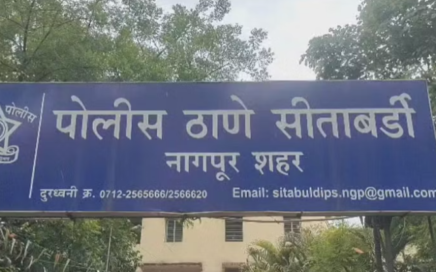 पोलीस
पोलीस ठाणे सीताबर्डी
नागपूर शहर
दुरध्वनी क्र. 0712-2565666/2566620 Email: sitabuldips.ngp@gmail.com